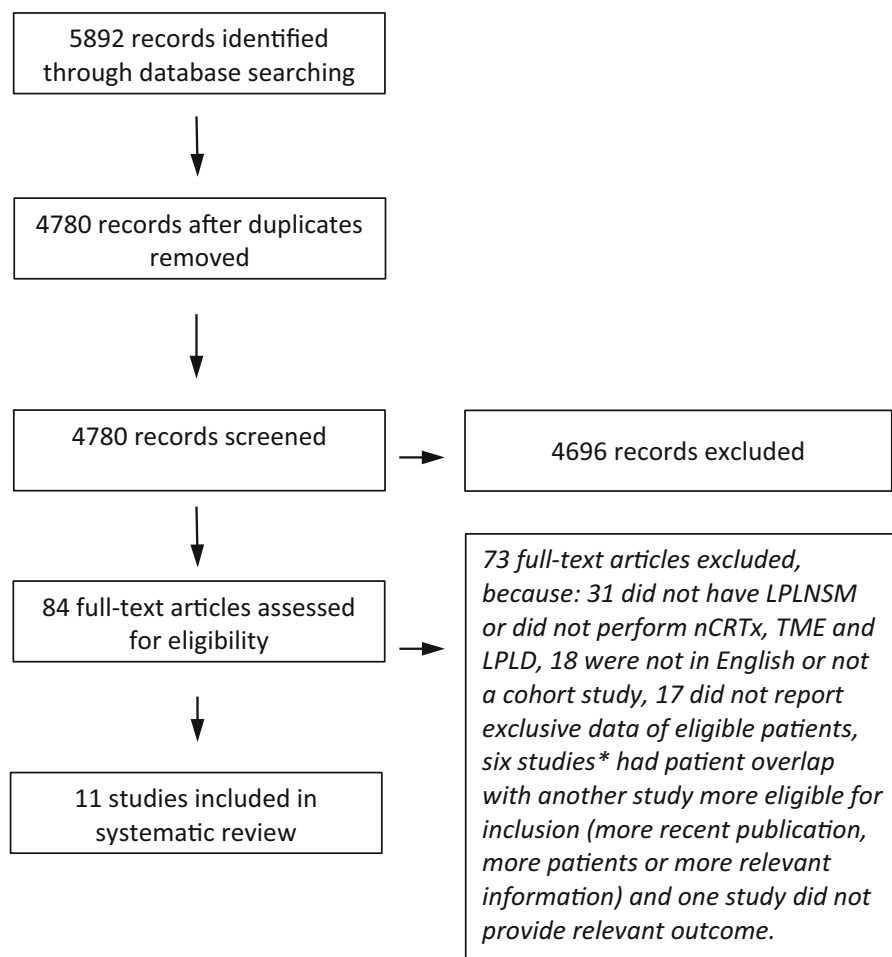 5892 records identified
through database searching
4780 records after duplicates
removed
4780 records screened
4696 records excluded
84 full-text articles assessed
for eligibility
73 full-text articles excluded,
because: 31 did not have LPLNSM
or did not perform nCRTx, TME and
LPLD, 18 were not in English or not
a cohort study, 17 did not report
exclusive data of eligible patients,
six studies* had patient overlap
with another study more eligible for
inclusion (more recent publication,
more patients or more relevant
information) and one study did not
provide relevant outcome.
11 studies included in
systematic review